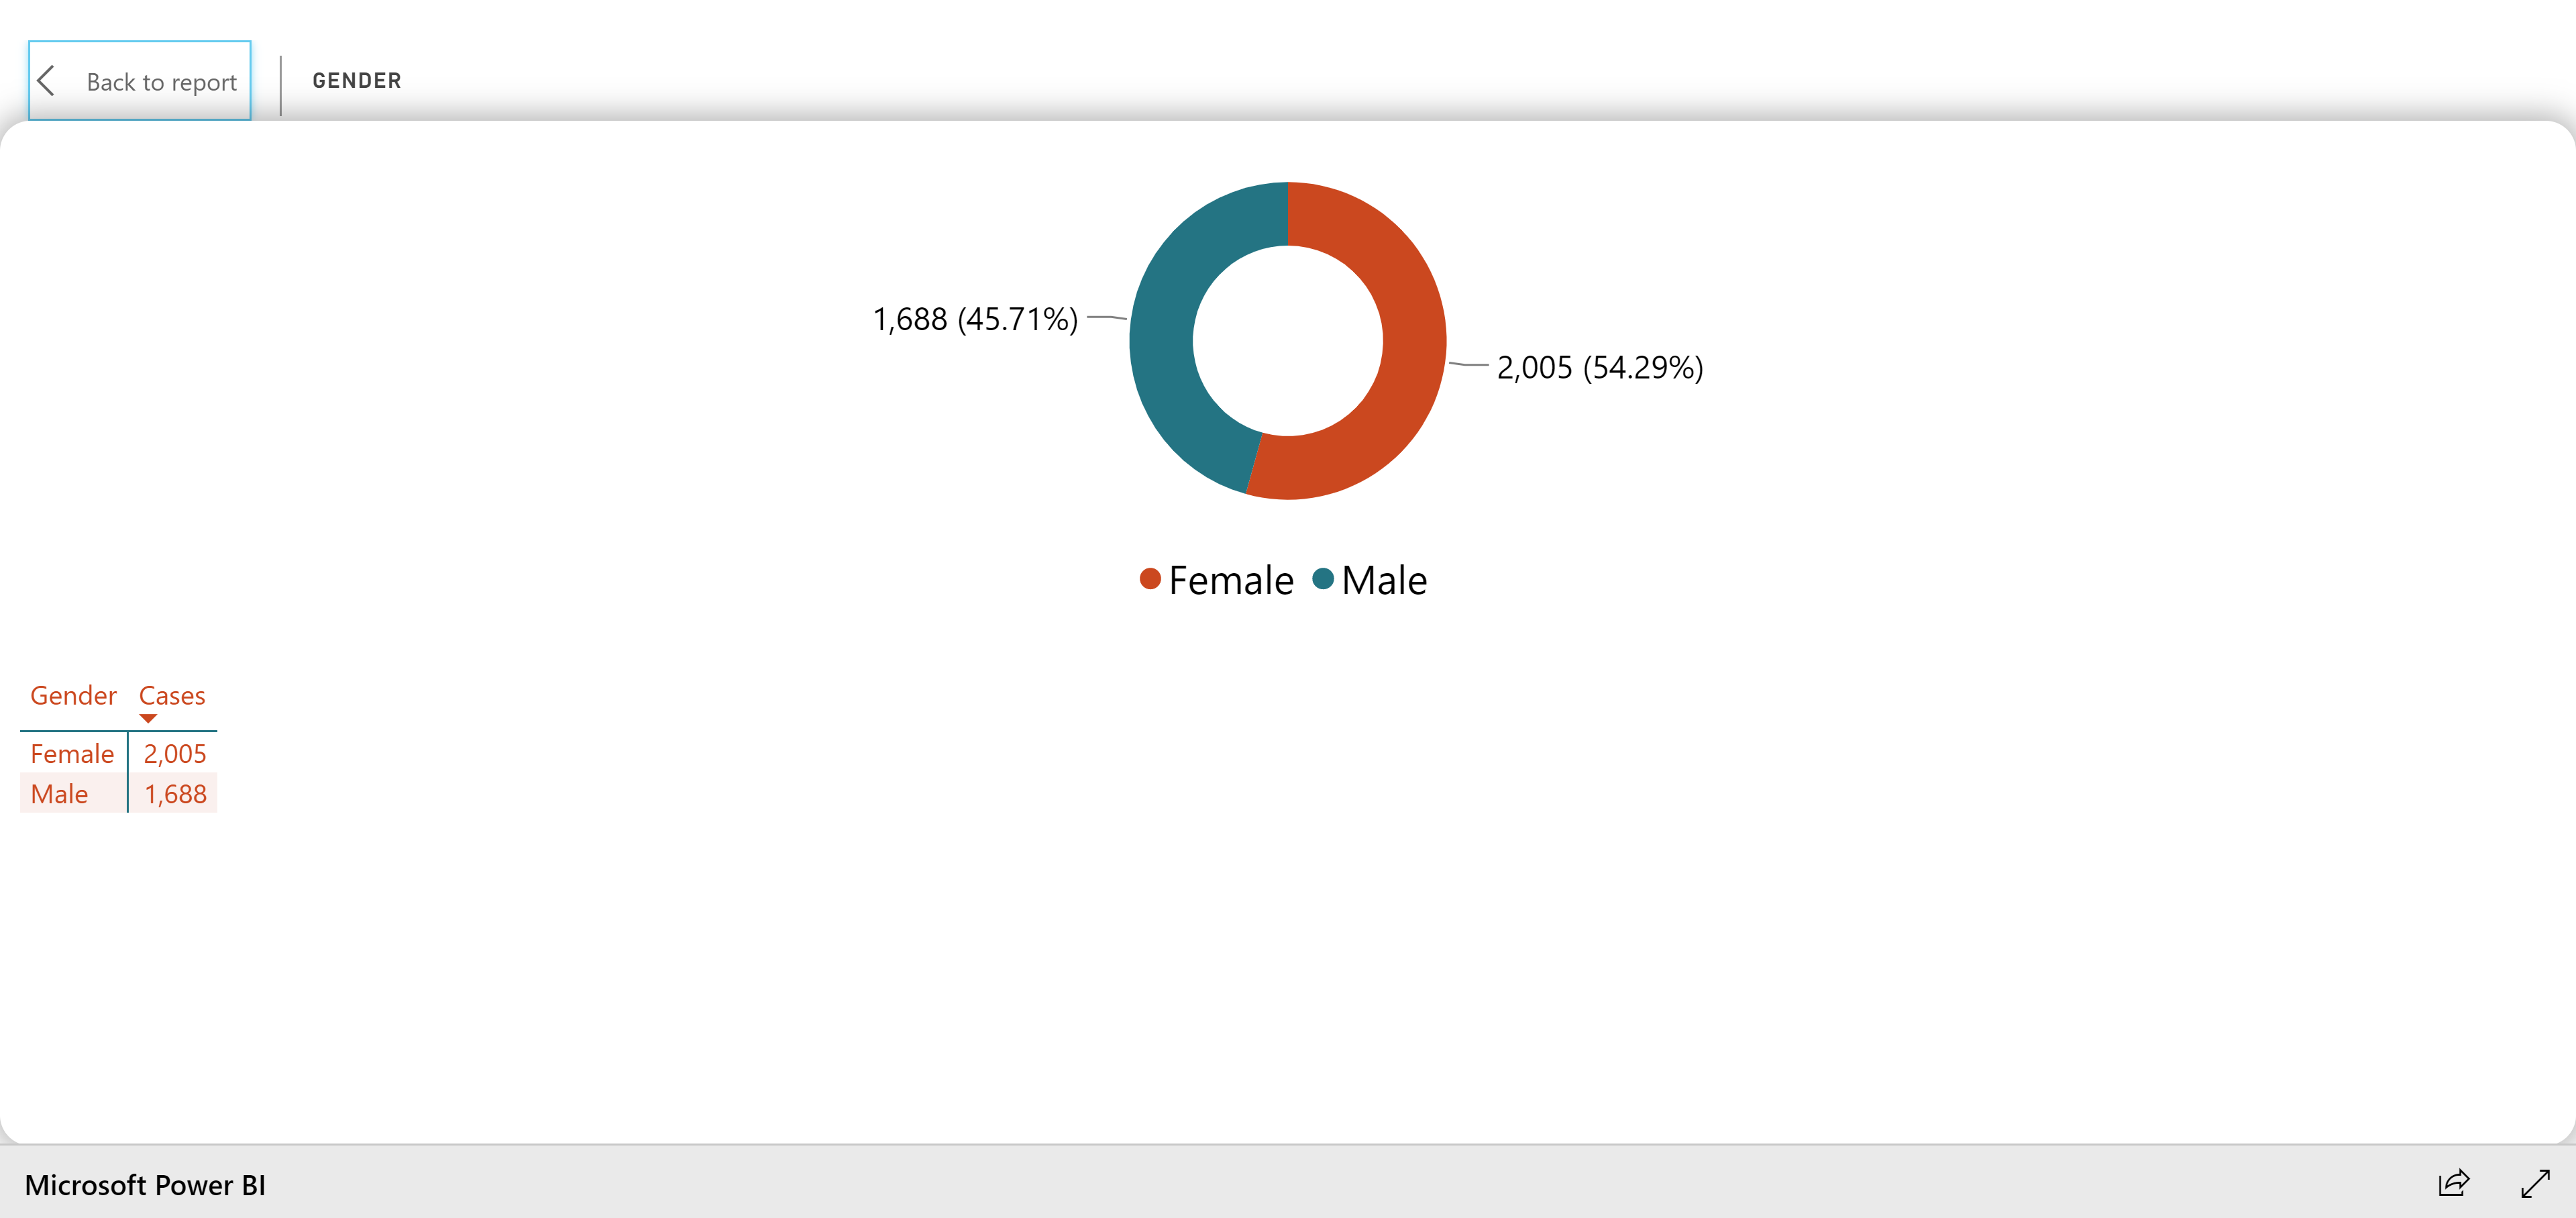 Back to report
GENDER
1,688 (45.71%)
2,005 (54.29%)
Female Male
Gender Cases
Female 2,005
Male 1,688
Microsoft Power BI